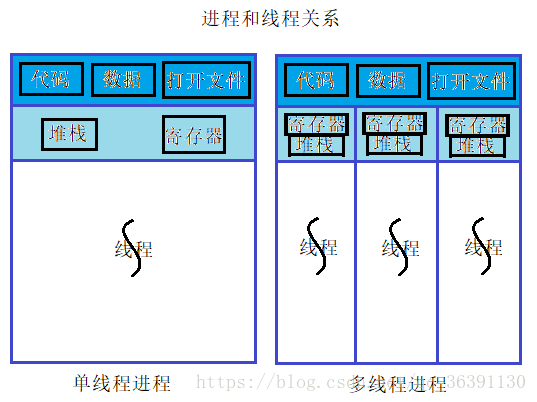 进程和线程关系
代码 数据 打开文件 代码 数据 打开文件
堆栈 寄存器 寄存器 寄存器 寄存器
堆栈 堆栈 堆栈
线程 线程 线程 线程
单线程进程 多线程进程
https://blog.cs 36391130